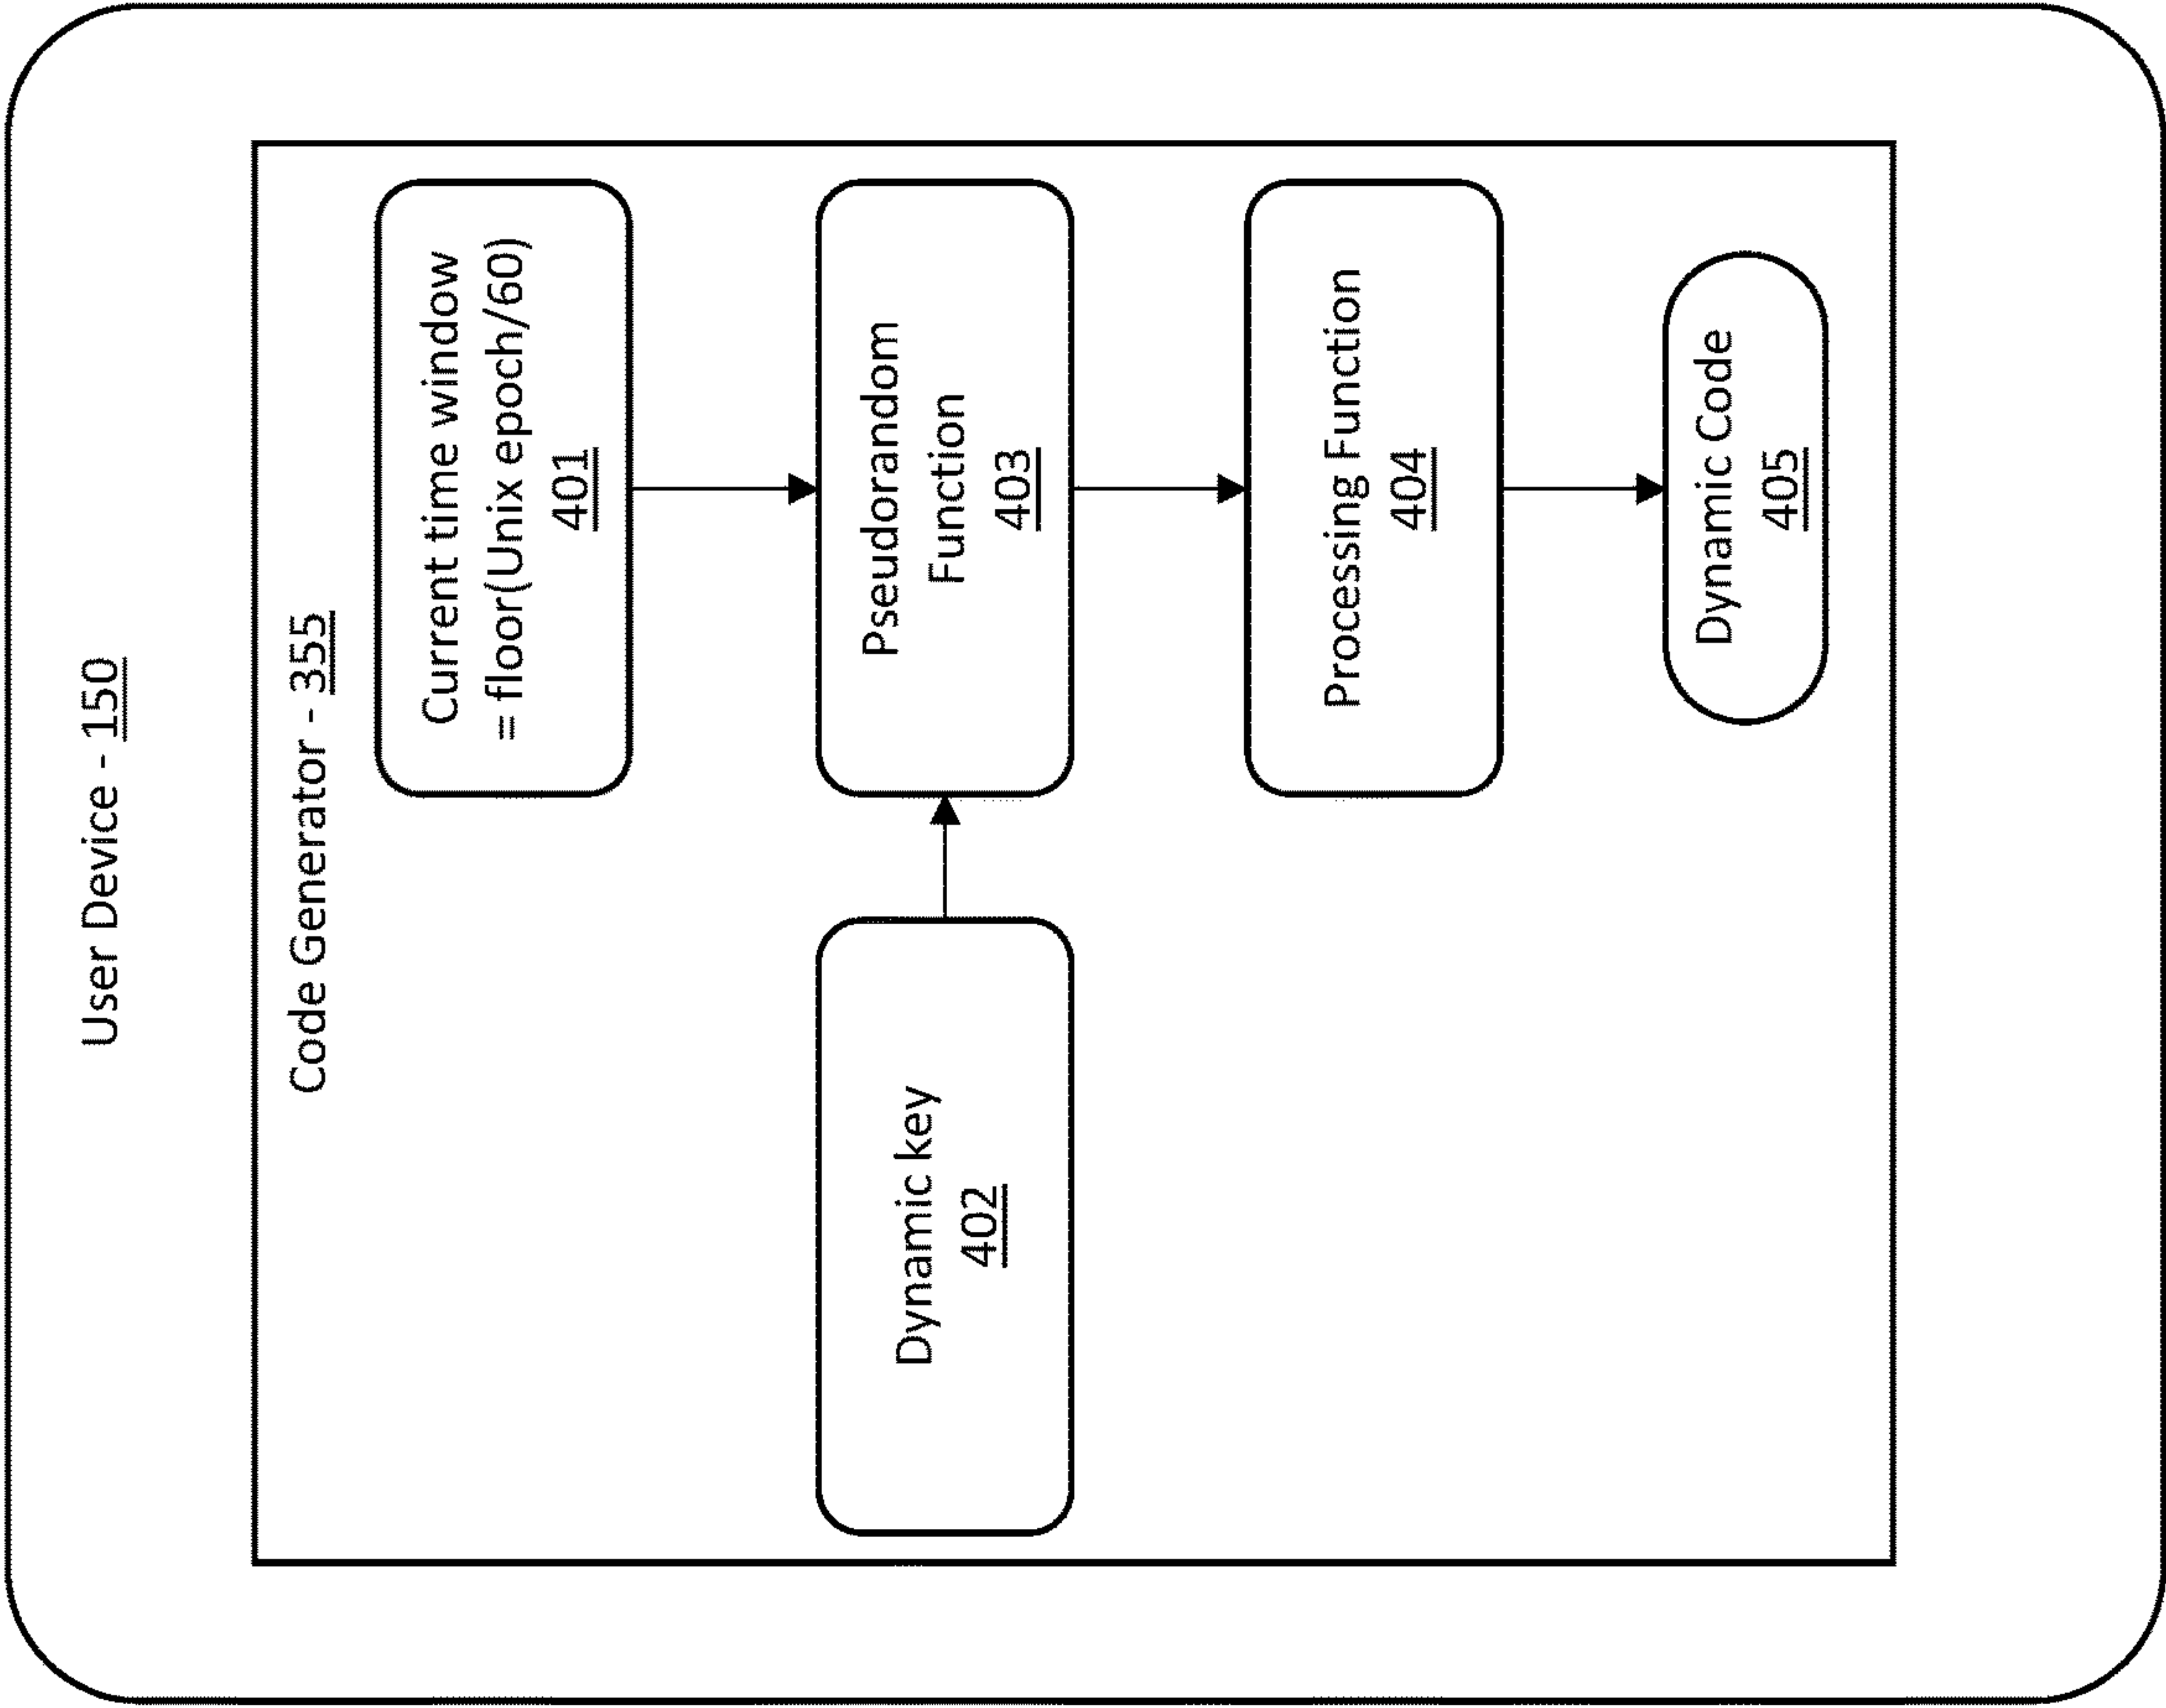 User Device - 150
Code Generator - 355
Current time window
= floor(Unix epoch/60)
401
Dynamic key
402
Pseudorandom
Function
403
Processing Function
404
Dynamic Code
405